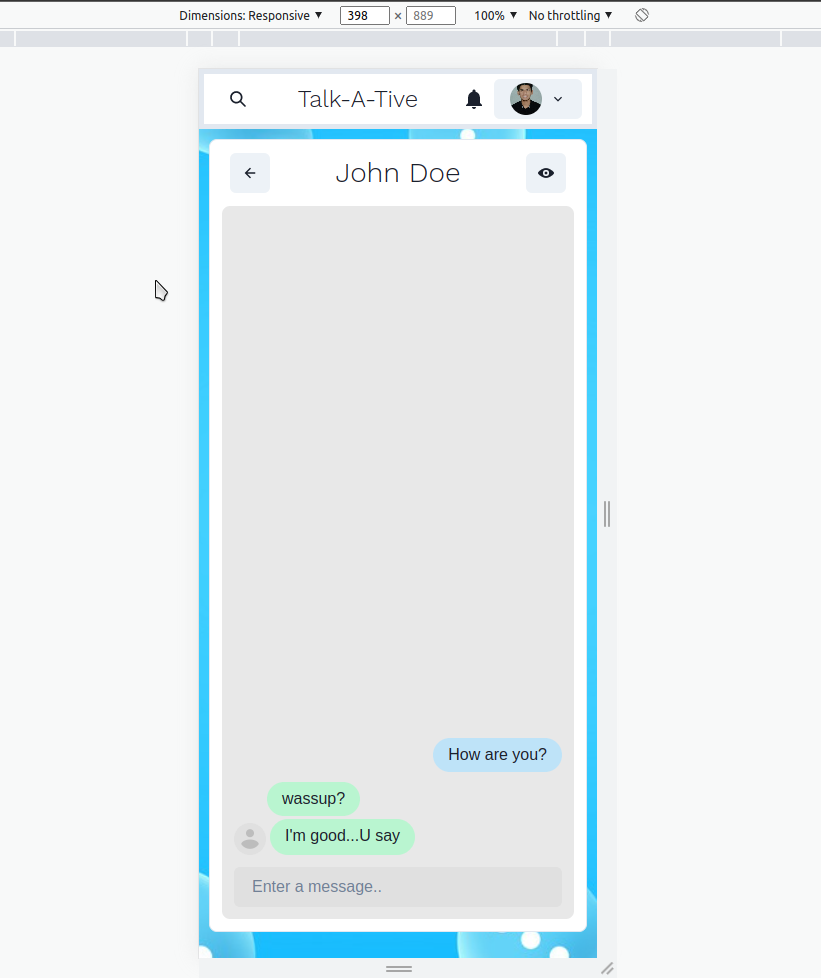 Dimensions: Responsive ▼ 398 × 889 100% ▼ No throttling ▼
Talk-A-Tive
John Doe
How are you?
wassup?
I'm good...U say
Enter a message..